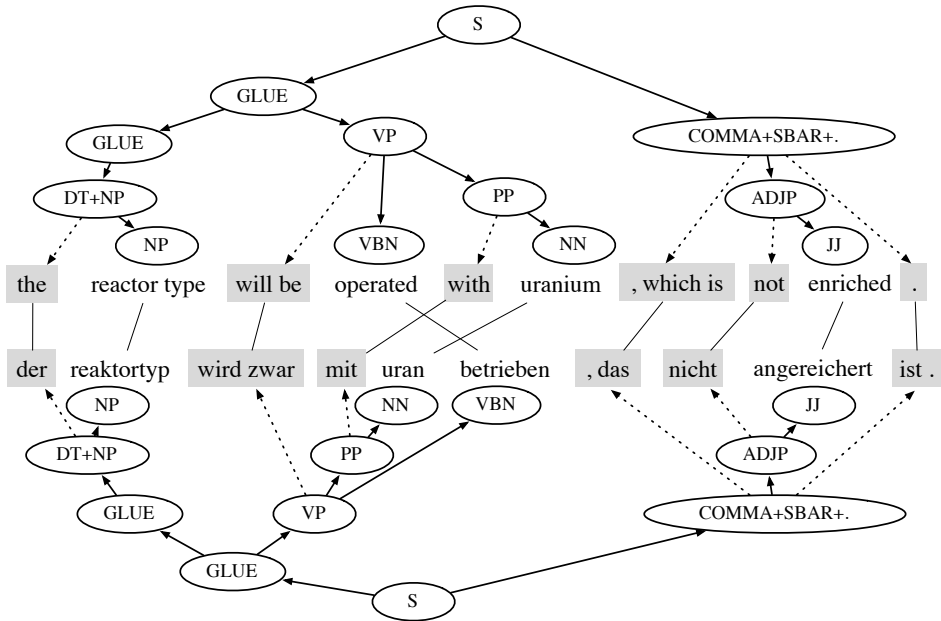 S
GLUE
GLUE VP COMMA+SBAR+.
DT+NP PP ADJP
NP VBN NN JJ
the reactor type will be operated with uranium , which is not enriched .
der reaktortyp wird zwar mit uran betrieben , das nicht angereichert ist .
NP NN VBN JJ
DT+NP PP ADJP
GLUE VP COMMA+SBAR+.
GLUE
S